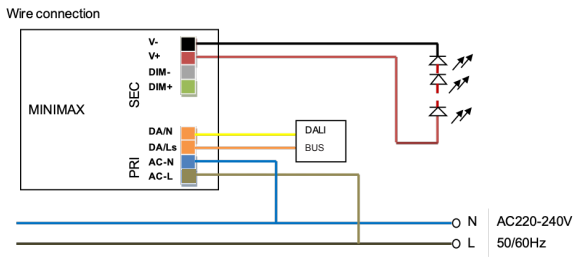 Wire connection
V-
V+
DIM-
DIM+
SEC
MINIMAX
DA/N
DA/Ls
AC-N
AC-L
PRI
DALI
BUS
N AC220-240V
L 50/60Hz